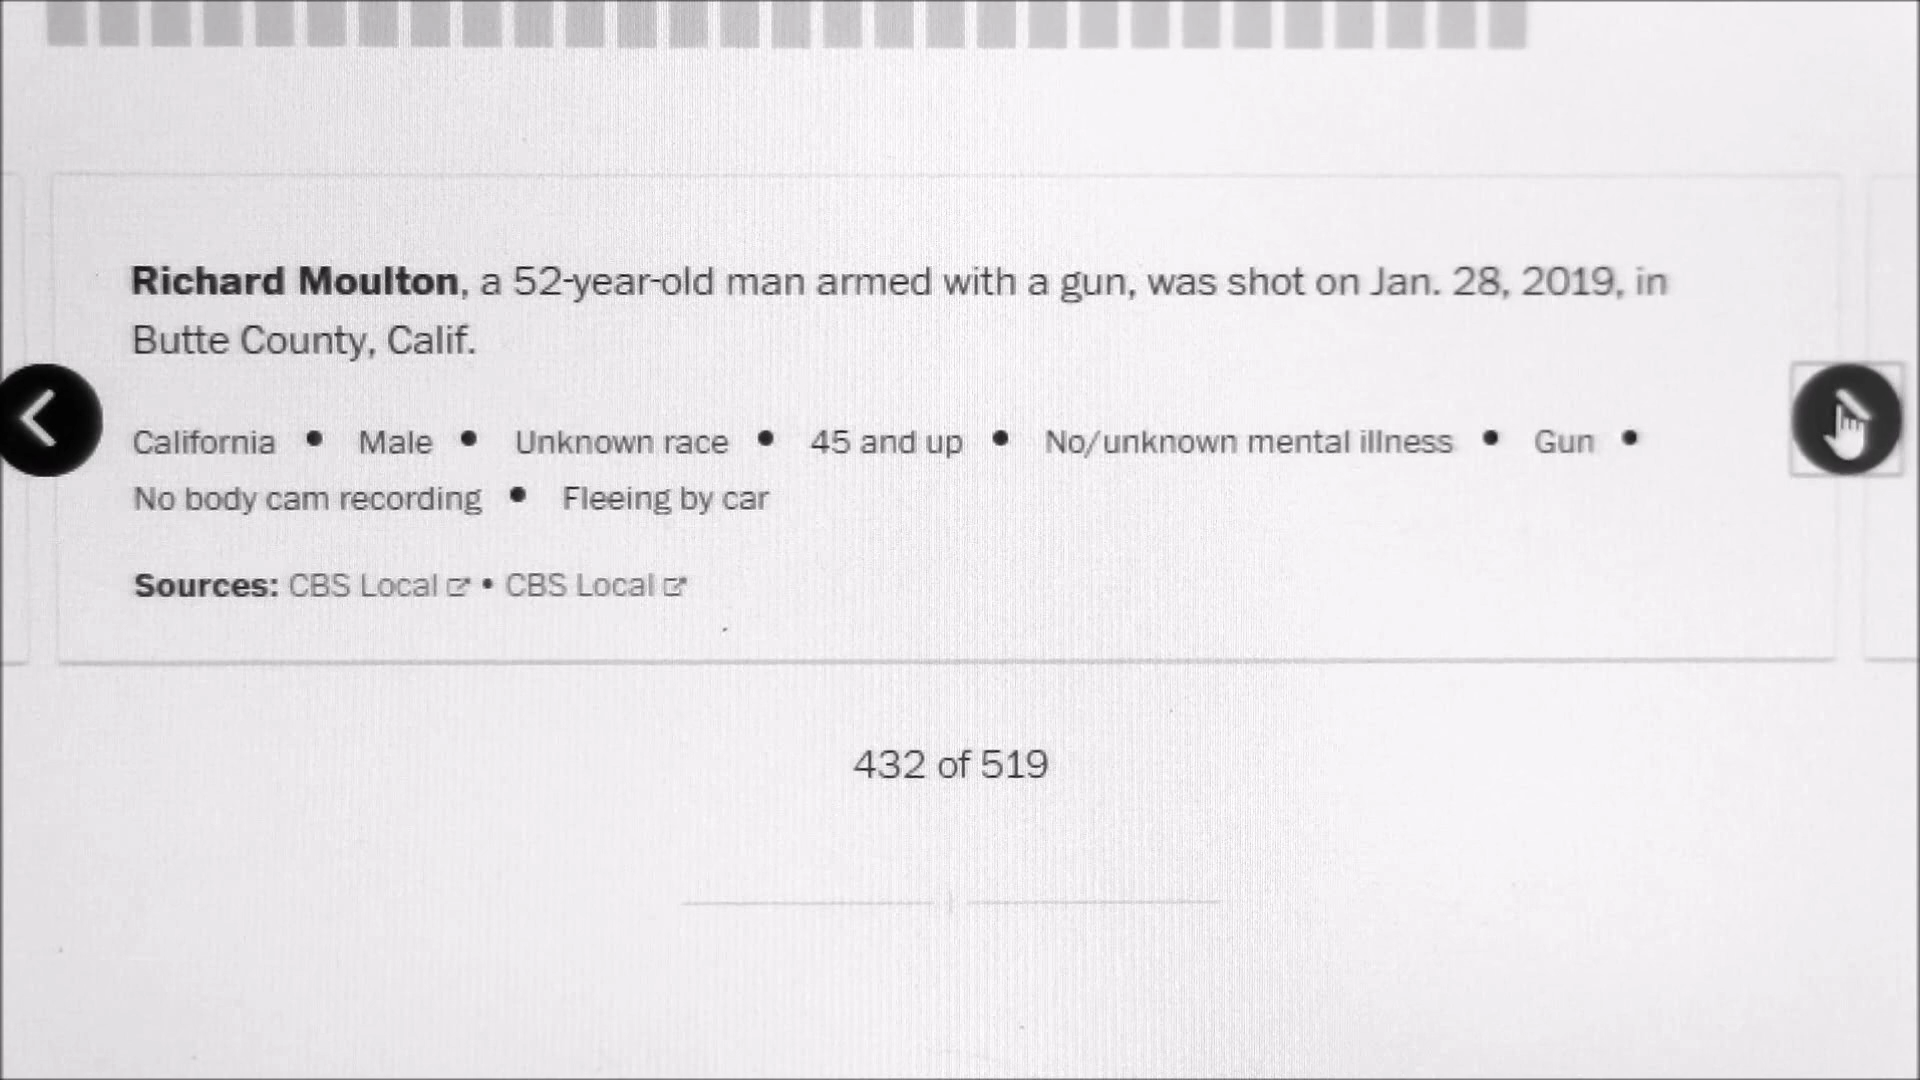 Richard Moulton, a 52-year-old man armed with a gun, was shot on Jan. 28, 2019, in
Butte County, Calif.
California • Male • Unknown race • 45 and up • No/unknown mental illness • Gun •
No body cam recording • Fleeing by car
Sources: CBS Local • CBS Local
432 of 519